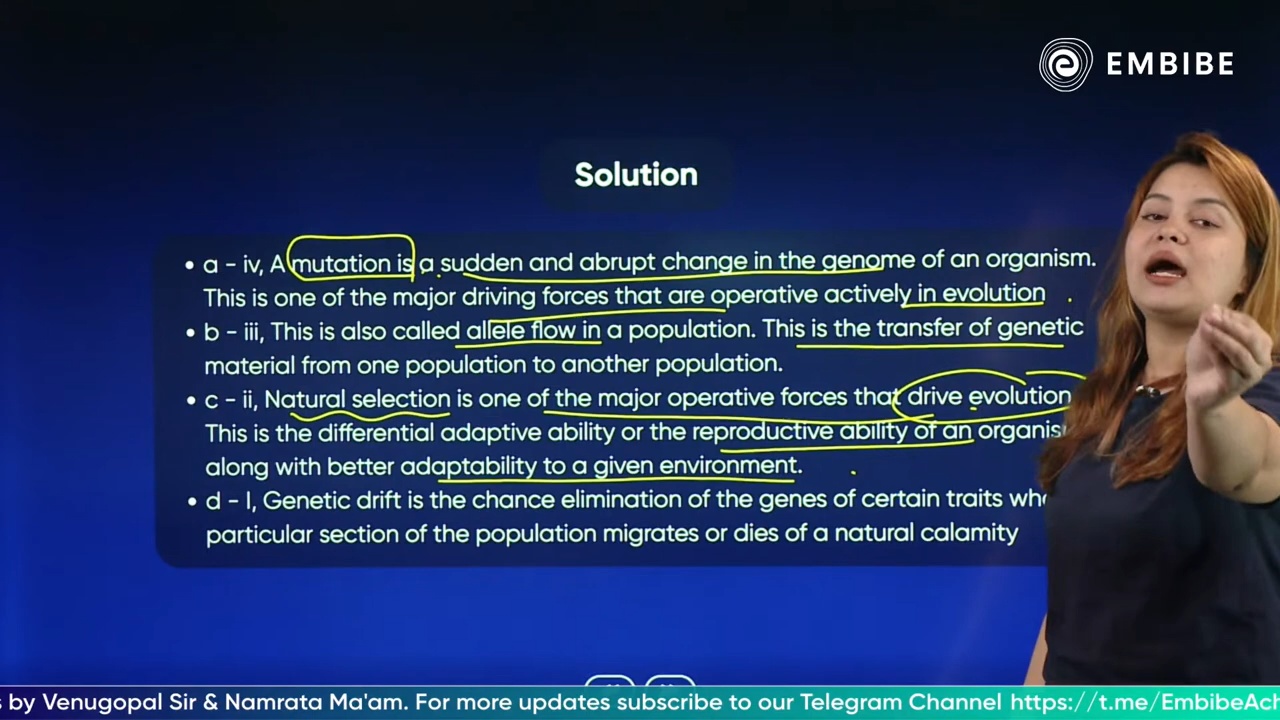 EMBIBE
Solution
• a - iv, A mutation is a sudden and abrupt change in the genome of an organism.
This is one of the major driving forces that are operative actively in evolution
• b - iii, This is also called allele flow in a population. This is the transfer of genetic
material from one population to another population.
• c - ii, Natural selection is one of the major operative forces that drive evolution
This is the differential adaptive ability or the reproductive ability of an
along with better adaptability to a given environment.
• d - I, Genetic drift is the chance elimination of the genes of certain traits
particular section of the population migrates or dies of a natural calamity
by Venugopal Sir & Namrata Ma'am. For more updates subscribe to our Telegram Channel https://t.me/EmbibeAch